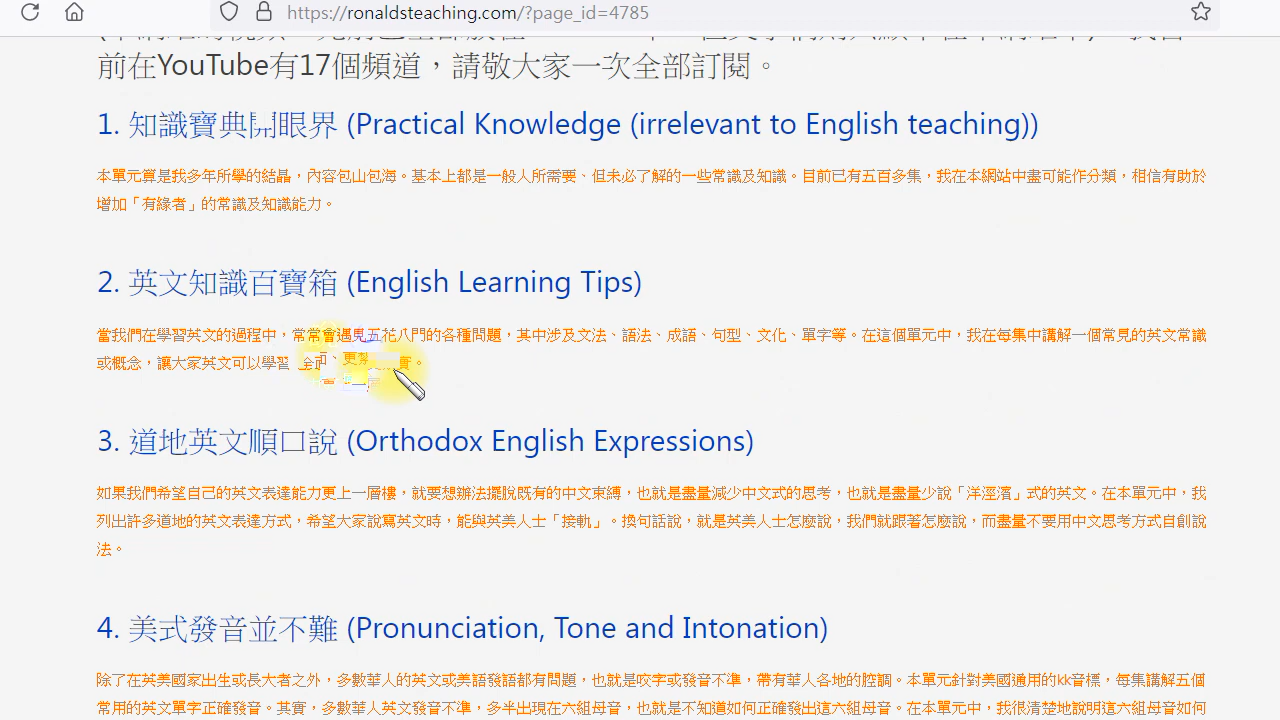 https://ronaldsteaching.com/?page_id=4785
前在YouTube有17個頻道，請敬大家一次全部訂閱。
1. 知識寶典開眼界 (Practical Knowledge (irrelevant to English teaching))
本單元算是我多年所學的結晶，內容包山包海。基本上都是一般人所需要、但未必了解的一些常識及知識。目前已有五百多集，我在本網站中盡可能作分類，相信有助於
增加「有緣者」的常識及知識能力。
2. 英文知識百寶箱 (English Learning Tips)
當我們在學習英文的過程中，常常會遇見五花八門的各種問題，其中涉及文法、語法、成語、句型、文化、單字等。在這個單元中，我在每集中講解一個常見的英文常識
或概念，讓大家英文可以學習
3. 道地英文順口說 (Orthodox English Expressions)
如果我們希望自己的英文表達能力更上一層樓，就要想辦法擺脫既有的中文束縛，也就是盡量減少中文式的思考，也就是盡量少說「洋涇濱」式的英文。在本單元中，我
列出許多道地的英文表達方式，希望大家說寫英文時，能與英美人士「接軌」。換句話說，就是英美人士怎麼說，我們就跟著怎麼說，而盡量不要用中文思考方式自創說
法。
4. 美式發音並不難 (Pronunciation, Tone and Intonation)
除了在英美國家出生或長大者之外，多數華人的英文或美語發語都有問題，也就是咬字或發音不準，帶有華人各地的腔調。本單元針對美國通用的kk音標，每集講解五個
常用的英文單字正確發音。其實，多數華人英文發音不準，多半出現在六組母音，也就是不知道如何正確發出這六組母音。在本單元中，我很清楚地說明這六組母音如何